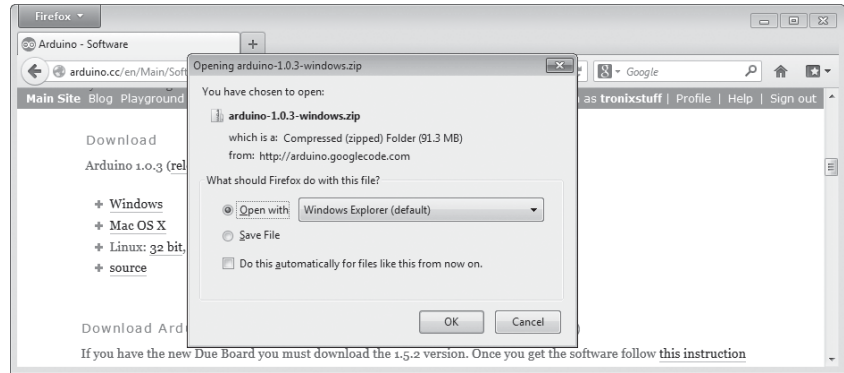 Firefox
Arduino - Software
arduino.cc/en/Main/Soft
Google
Main Site Blog Playground
as tronixstuff | Profile | Help | Sign out
Download
Arduino 1.0.3 (rel
Windows
Mac OS X
Linux: 32 bit,
source
Download Ard
If you have the new Due Board you must download the 1.5.2 version. Once you get the software follow this instruction
Opening arduino-1.0.3-windows.zip
You have chosen to open:
arduino-1.0.3-windows.zip
which is a: Compressed (zipped) Folder (91.3 MB)
from: http://arduino.googlecode.com
What should Firefox do with this file?
Open with
Windows Explorer (default)
Save File
Do this automatically for files like this from now on.
OK
Cancel